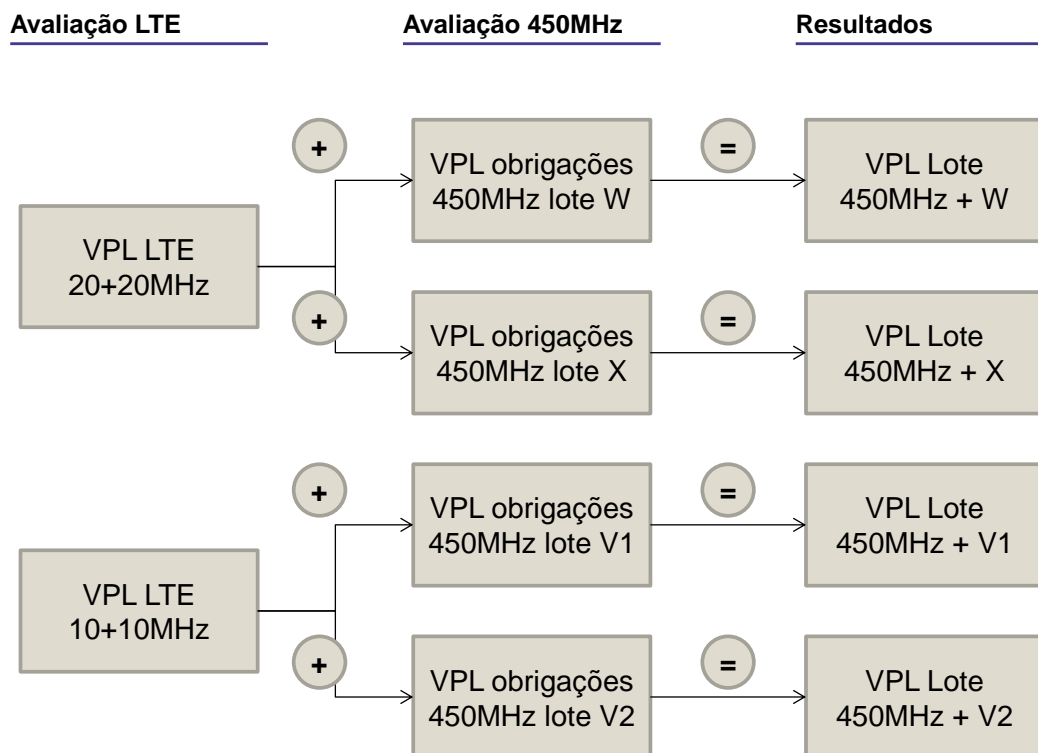 Avaliação LTE
Avaliação 450MHz
Resultados
VPL LTE
20+20MHz
+
VPL obrigações
450MHz lote W
=
VPL Lote
450MHz + W
+
VPL obrigações
450MHz lote X
=
VPL Lote
450MHz + X
VPL LTE
10+10MHz
+
VPL obrigações
450MHz lote V1
=
VPL Lote
450MHz + V1
+
VPL obrigações
450MHz lote V2
=
VPL Lote
450MHz + V2